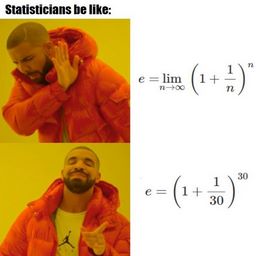 Statisticians be like:
e = lim n→∞ (1 + 1/n)^n
e = (1 + 1/30)^30